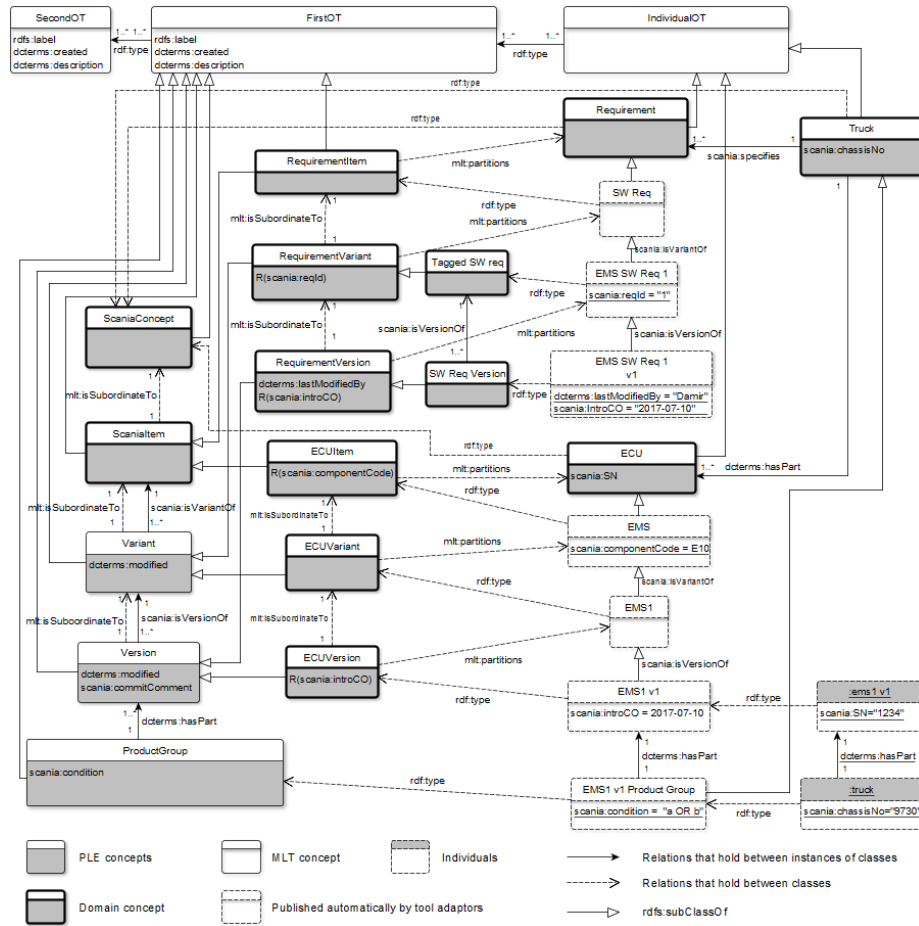 SecondOT
rdfs:label
dcterms:created
dcterms:description
1..*
1..*
rdf:type
FirstOT
rdfs:label
dcterms:created
dcterms:description
1..*
1..*
rdf:type
IndividualOT
rdf:type
rdf:type
Requirement
Truck
scania:chassisNo
1..*
1
scania:specifies
1
RequirementItem
mlt:partitions
rdf:type
mlt:partitions
SW Req
1
mlt:isSubordinateTo
1
RequirementVariant
R(scania:reqId)
Tagged SW req
scania:isVariantOf
EMS SW Req 1
scania:reqId = "1"
rdf:type
ScaniaConcept
1
mlt:isSubordinateTo
1
1
scania:isVersionOf
1..*
mlt:partitions
scania:isVersionOf
RequirementVersion
dcterms:lastModifiedBy
R(scania:introCO)
SW Req Version
rdf:type
EMS SW Req 1
v1
dcterms:lastModifiedBy = "Damir"
scania:IntroCO = "2017-07-10"
1
mlt:isSubordinateTo
1
ScaniaItem
ECUItem
R(scania:componentCode)
rdf:type
mlt:partitions
rdf:type
ECU
scania:SN
dcterms:hasPart
1..*
1
1
mlt:isSubordinateTo
scania:isVariantOf
1
1..*
1
mlt:isSubordinateTo
1
EMS
scania:componentCode = E10
Variant
dcterms:modified
ECUVariant
mlt:partitions
rdf:type
scania:isVariantOf
1
1
mlt:isSubordinateTo
scania:isVersionOf
1
1..*
1
mlt:isSubordinateTo
1
EMS1
Version
dcterms:modified
scania:commitComment
ECUVersion
R(scania:introCO)
mlt:partitions
scania:isVersionOf
rdf:type
EMS1 v1
scania:introCO = 2017-07-10
rdf:type
:ems1 v1
scania:SN="1234"
1..*
dcterms:hasPart
1
1
dcterms:hasPart
1
1
dcterms:hasPart
1
ProductGroup
scania:condition
rdf:type
EMS1 v1 Product Group
scania:condition = "a OR b"
rdf:type
:truck
scania:chassisNo="9730"
PLE concepts
MLT concept
Individuals
Relations that hold between instances of classes
Relations that hold between classes
Domain concept
Published automatically by tool adaptors
rdfs:subClassOf